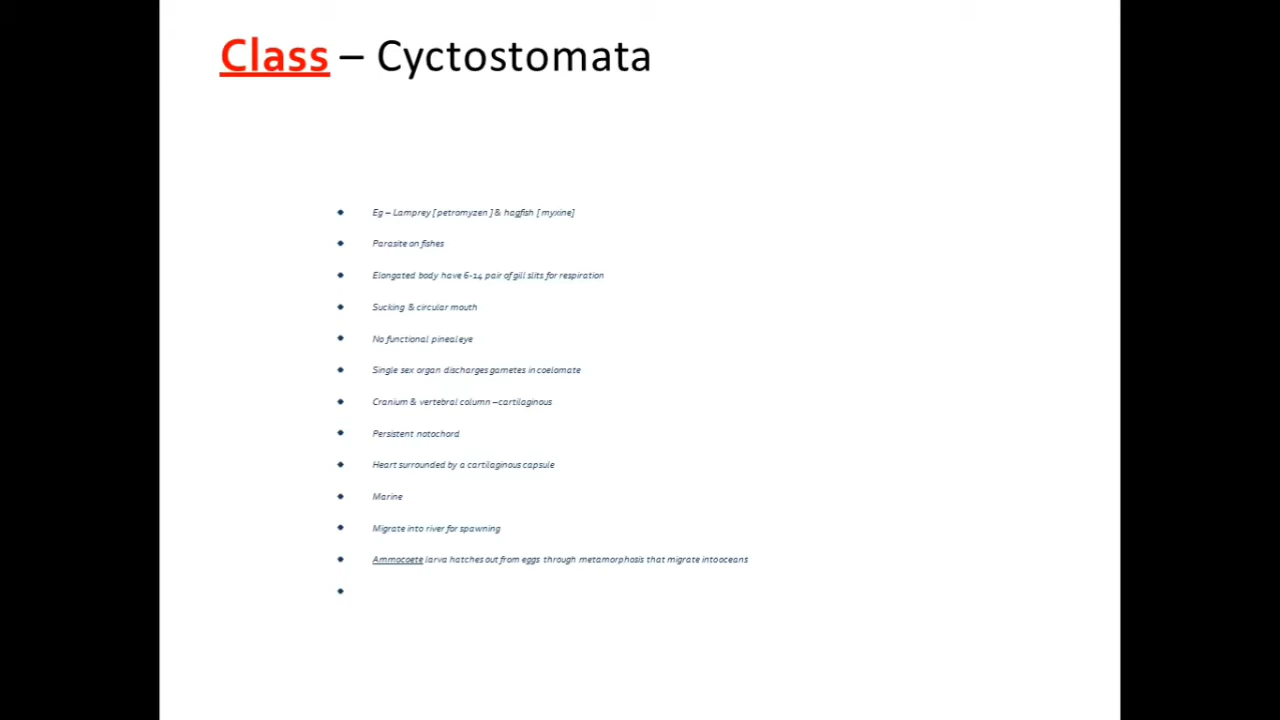 Class – Cyctostomata
Eg – Lamprey [ petromyzen ] & hagfish [ myxine]
Parasite on fishes
Elongated body have 6-14 pair of gill slits for respiration
Sucking & circular mouth
No functional pineal eye
Single sex organ discharges gametes in coelomate
Cranium & vertebral column –cartilaginous
Persistent notochord
Heart surrounded by a cartilaginous capsule
Marine
Migrate into river for spawning
Ammocoete larva hatches out from eggs through metamorphosis that migrate into oceans